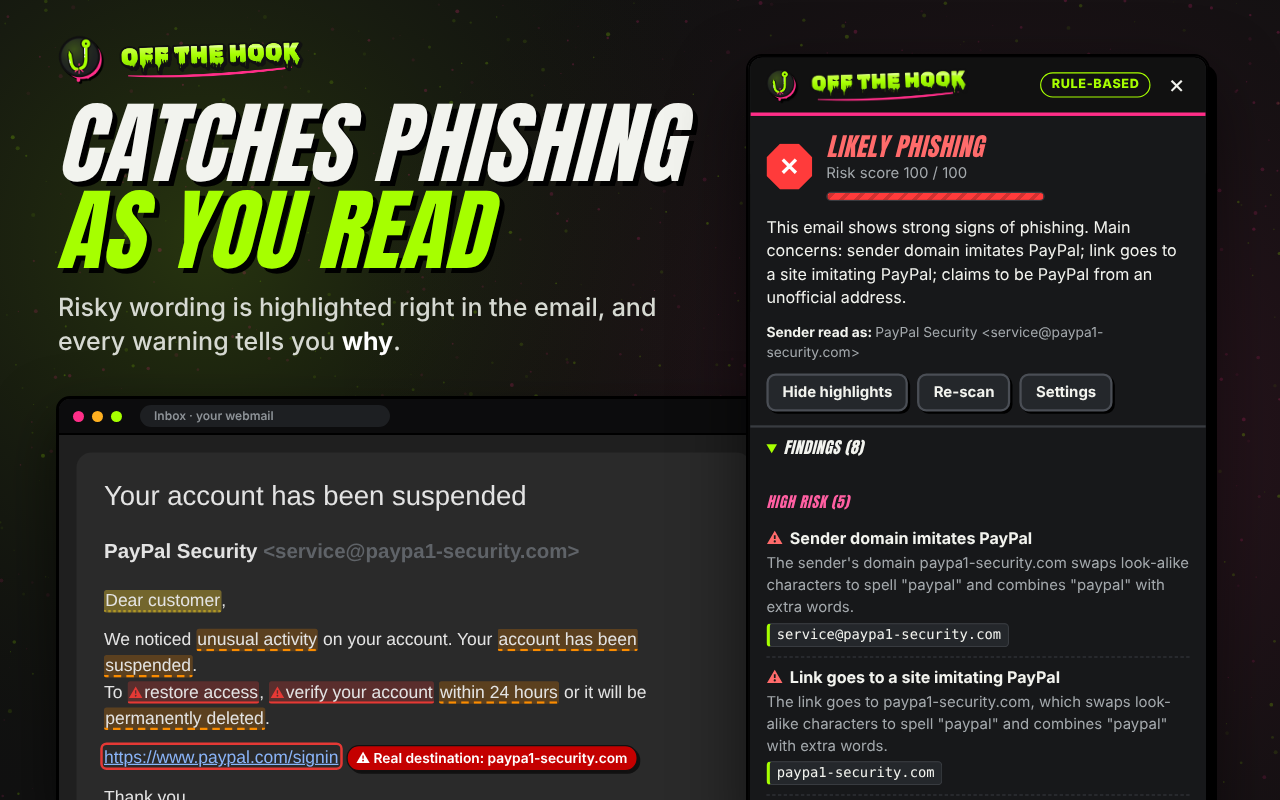 OFF THE HOOK
CATCHES PHISHING
AS YOU READ
Risky wording is highlighted right in the email, and
every warning tells you why.
Inbox · your webmail
Your account has been suspended
PayPal Security <service@paypa1-security.com>
Dear customer,
We noticed unusual activity on your account. Your account has been
suspended.
To restore access, verify your account within 24 hours or it will be
permanently deleted.
https://www.paypal.com/signin Real destination: paypa1-security.com
Thank you
OFF THE HOOK
RULE-BASED
LIKELY PHISHING
Risk score 100 / 100
This email shows strong signs of phishing. Main
concerns: sender domain imitates PayPal; link goes to
a site imitating PayPal; claims to be PayPal from an
unofficial address.
Sender read as: PayPal Security <service@paypa1-
security.com>
Hide highlights Re-scan Settings
FINDINGS (8)
HIGH RISK (5)
Sender domain imitates PayPal
The sender's domain paypa1-security.com swaps look-alike
characters to spell "paypal" and combines "paypal" with
extra words.
service@paypa1-security.com
Link goes to a site imitating PayPal
The link goes to paypa1-security.com, which swaps look-
alike characters to spell "paypal" and combines "paypal"
with extra words.
paypa1-security.com